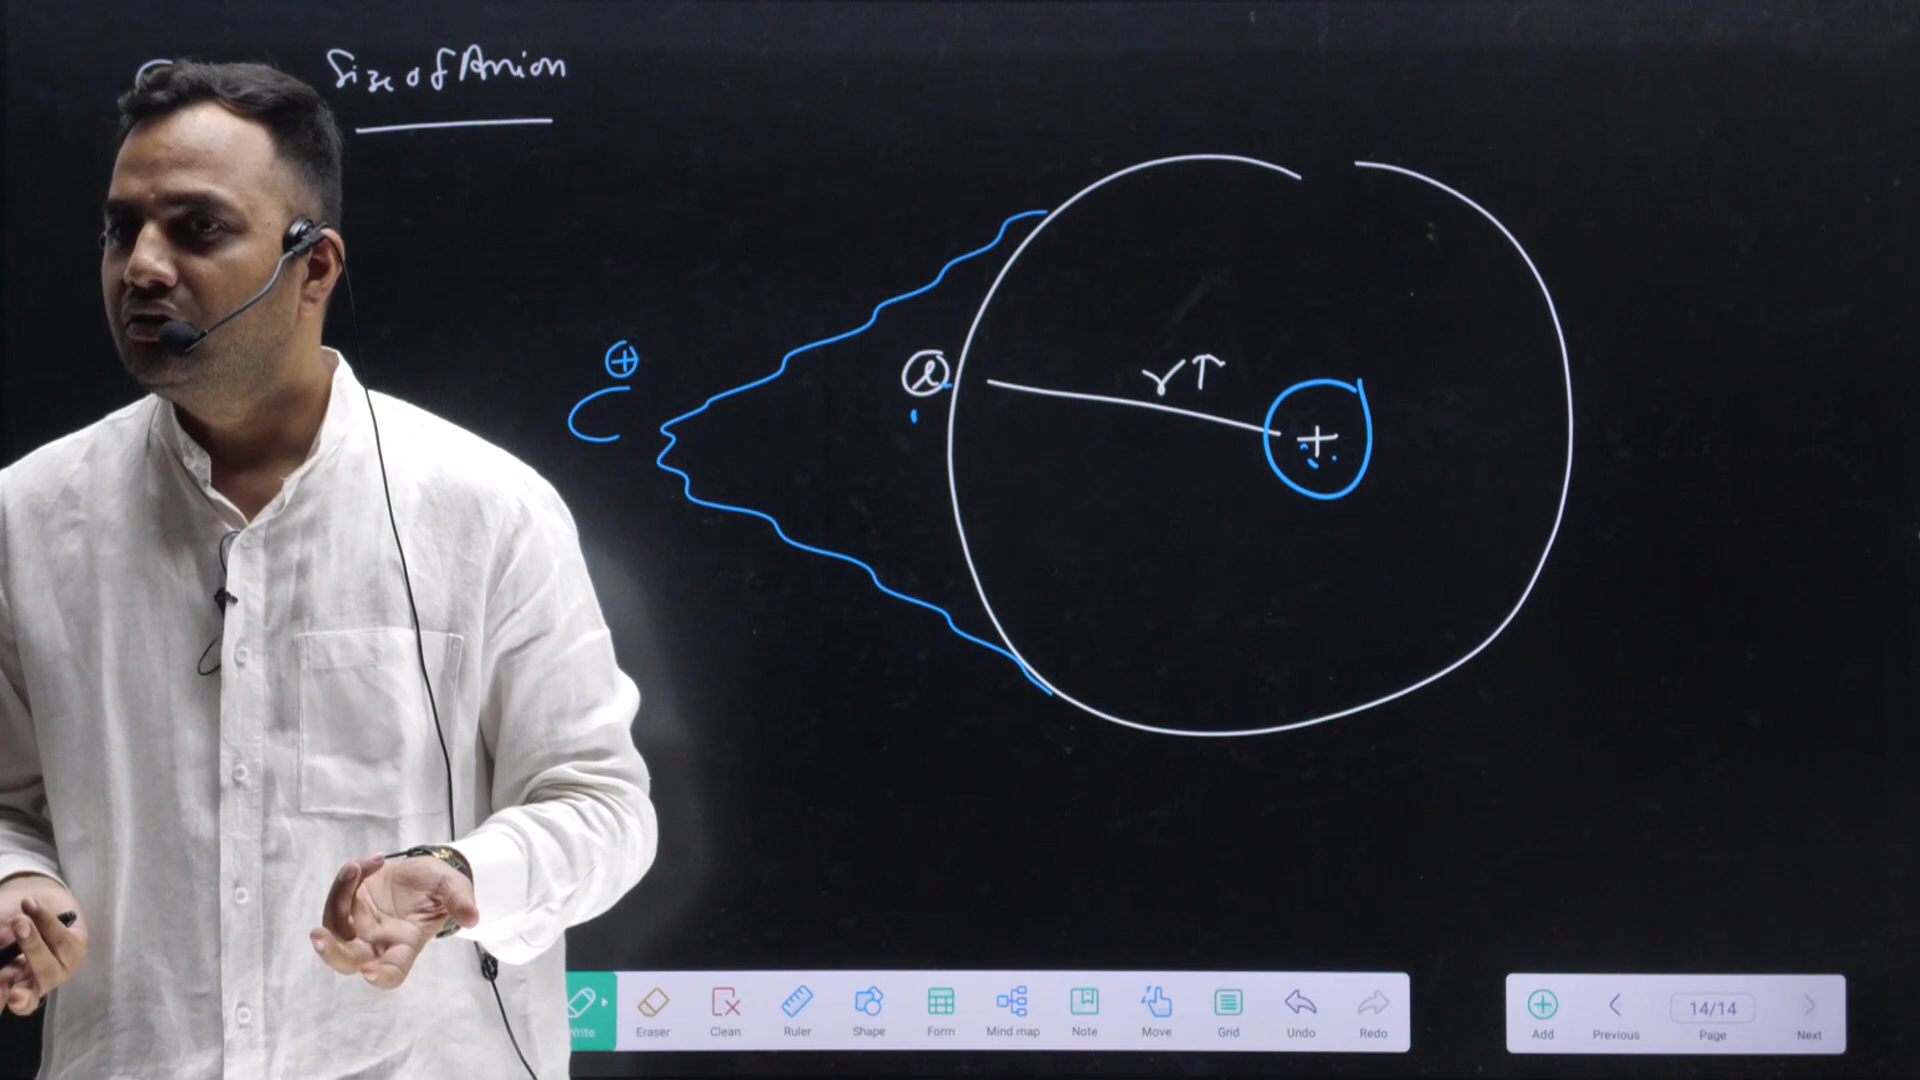 Size of Anion
+
C
e
r↑
+
Write
Eraser
Clean
Ruler
Shape
Form
Mind map
Note
Move
Grid
Undo
Redo
Add
Previous
14/14
Page
Next